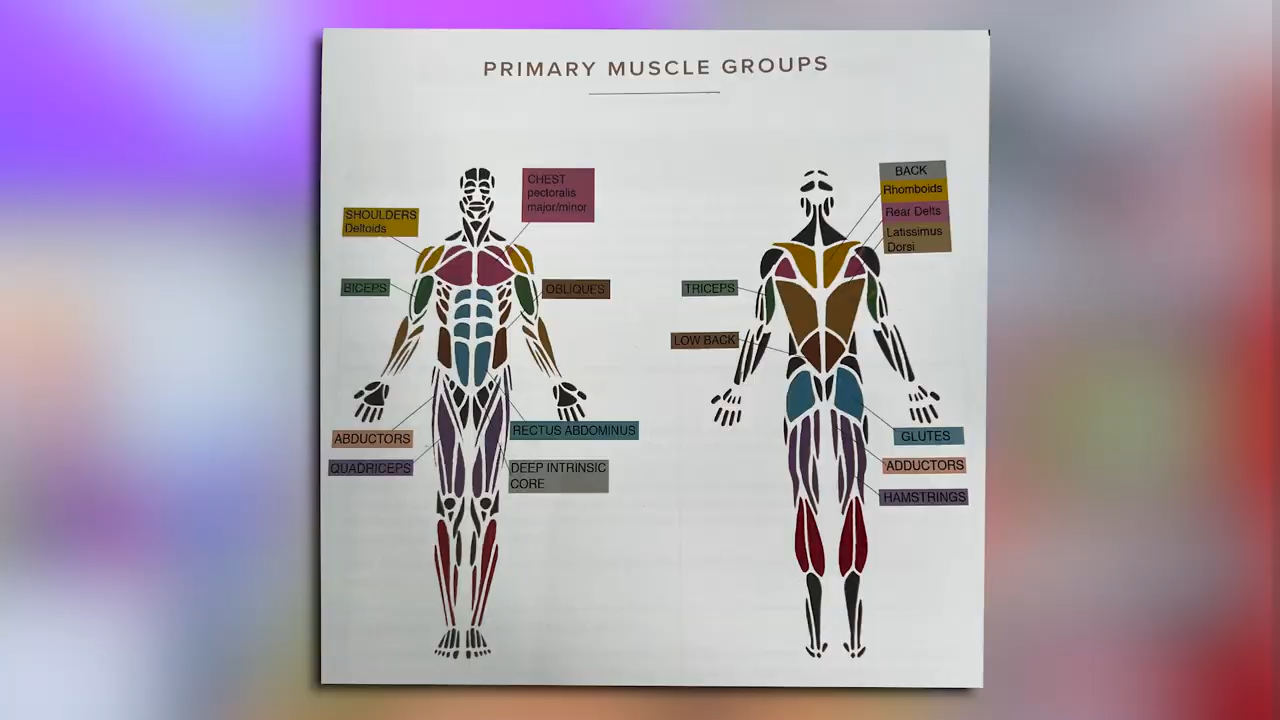 PRIMARY MUSCLE GROUPS
CHEST
pectoralis
major/minor
SHOULDERS
Deltoids
BICEPS
OBLIQUES
ABDUCTORS
RECTUS ABDOMINUS
QUADRICEPS
DEEP INTRINSIC
CORE
BACK
Rhomboids
Rear Delts
Latissimus
Dorsi
TRICEPS
LOW BACK
GLUTES
ADDUCTORS
HAMSTRINGS